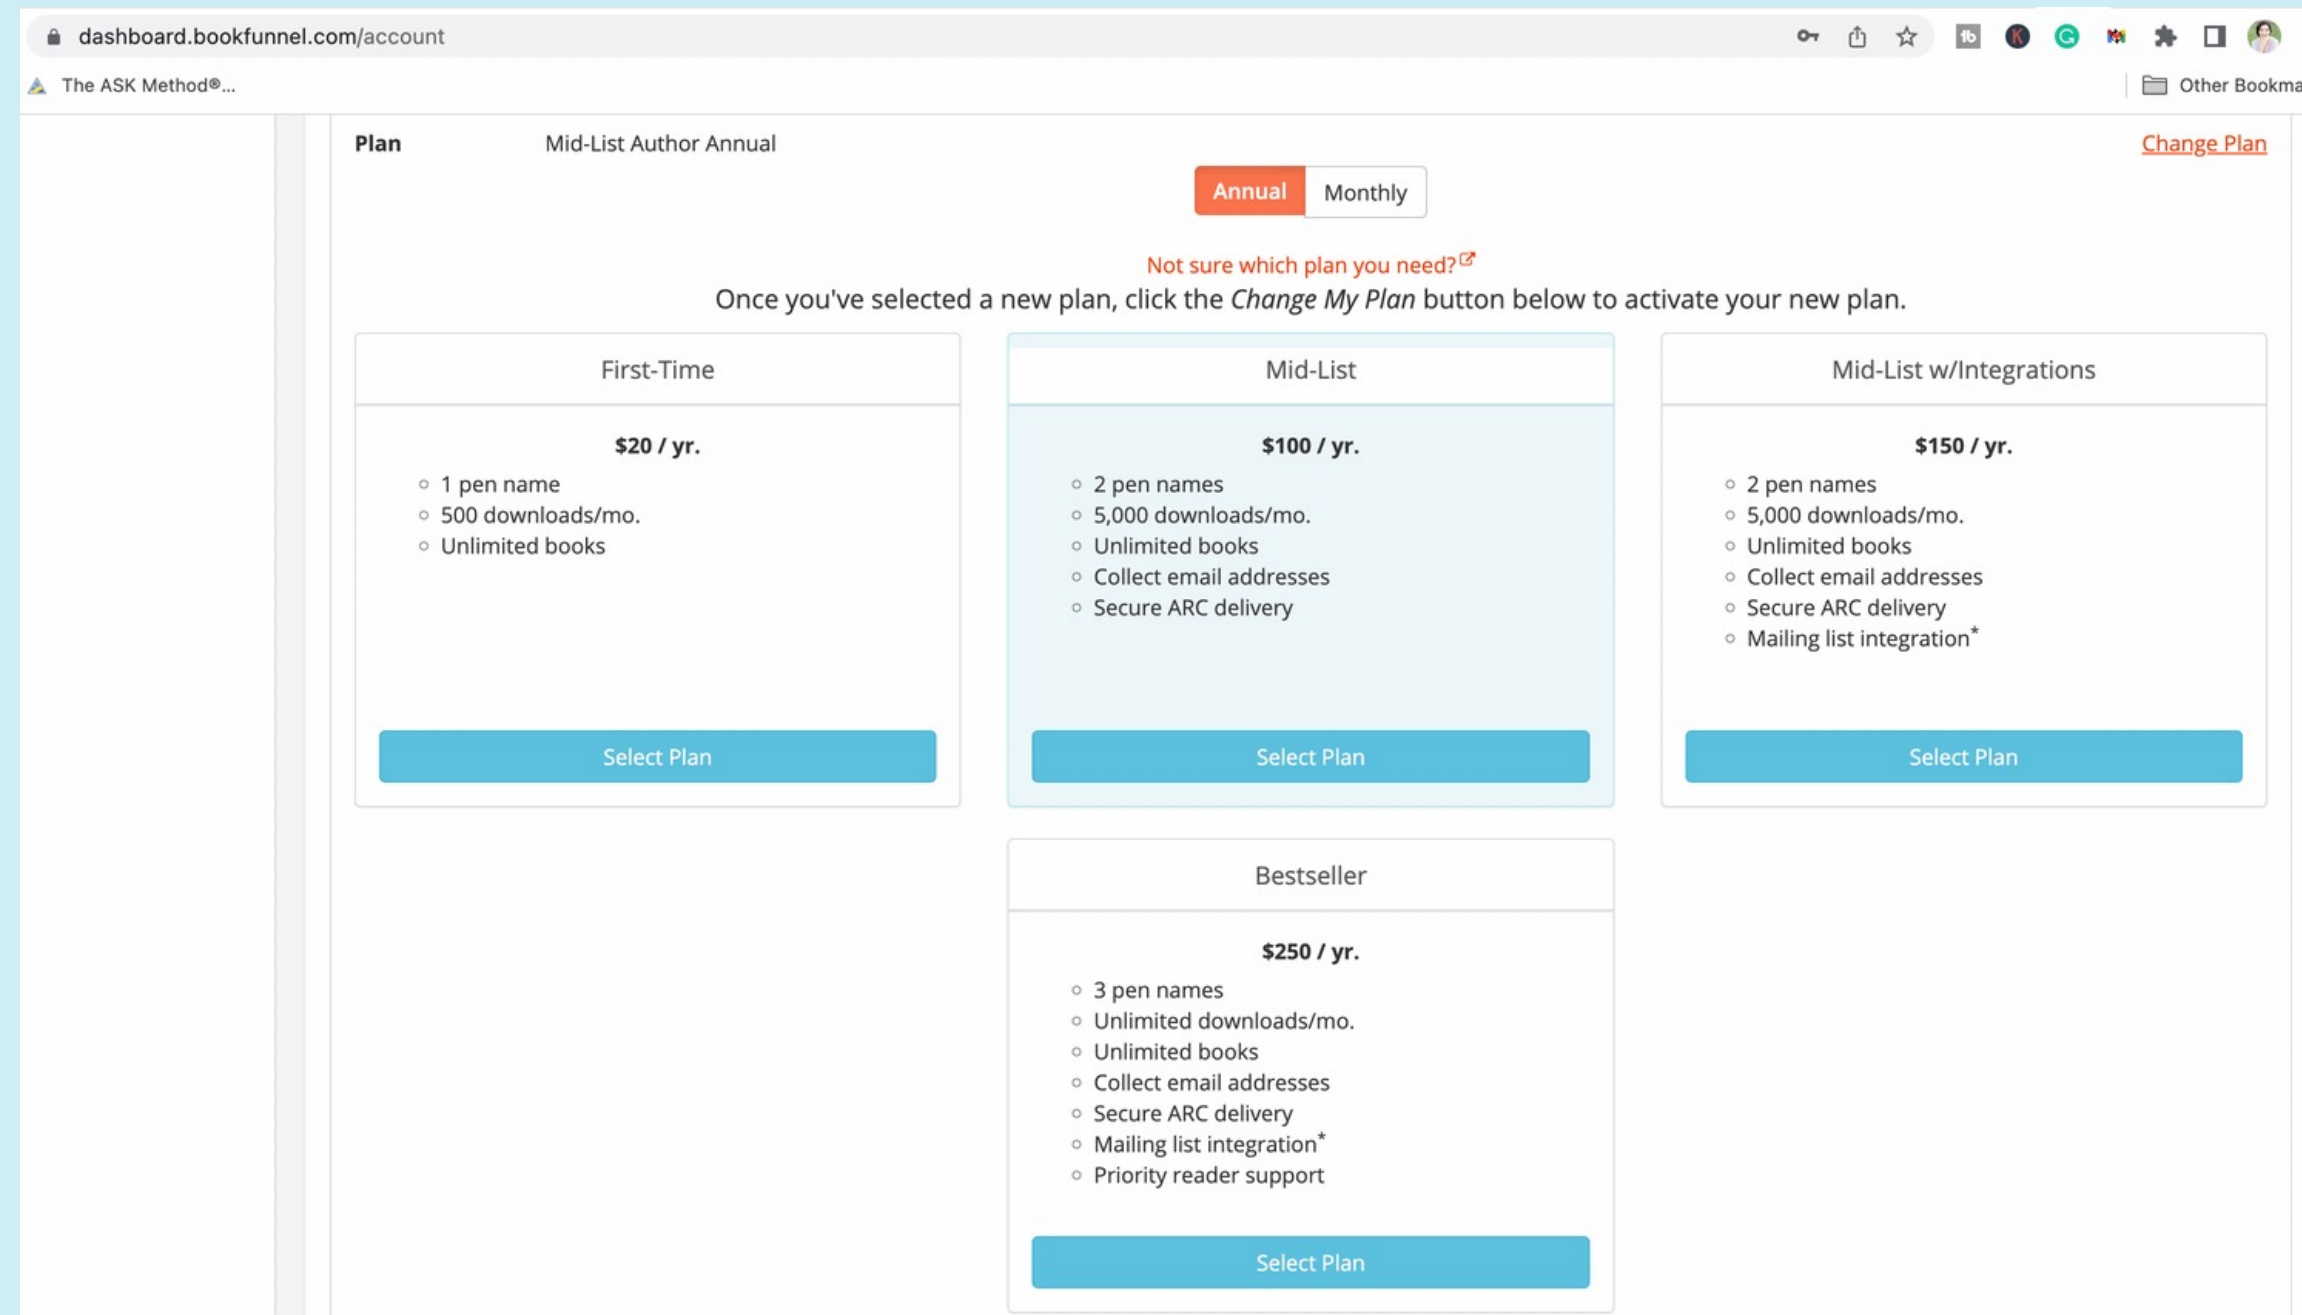 dashboard.bookfunnel.com/account
The ASK Method®...
Other Bookma
Plan
Mid-List Author Annual
Change Plan
Annual
Monthly
Not sure which plan you need?
Once you've selected a new plan, click the Change My Plan button below to activate your new plan.
First-Time
$20 / yr.
1 pen name
500 downloads/mo.
Unlimited books
Select Plan
Mid-List
$100 / yr.
2 pen names
5,000 downloads/mo.
Unlimited books
Collect email addresses
Secure ARC delivery
Select Plan
Mid-List w/Integrations
$150 / yr.
2 pen names
5,000 downloads/mo.
Unlimited books
Collect email addresses
Secure ARC delivery
Mailing list integration*
Select Plan
Bestseller
$250 / yr.
3 pen names
Unlimited downloads/mo.
Unlimited books
Collect email addresses
Secure ARC delivery
Mailing list integration*
Priority reader support
Select Plan